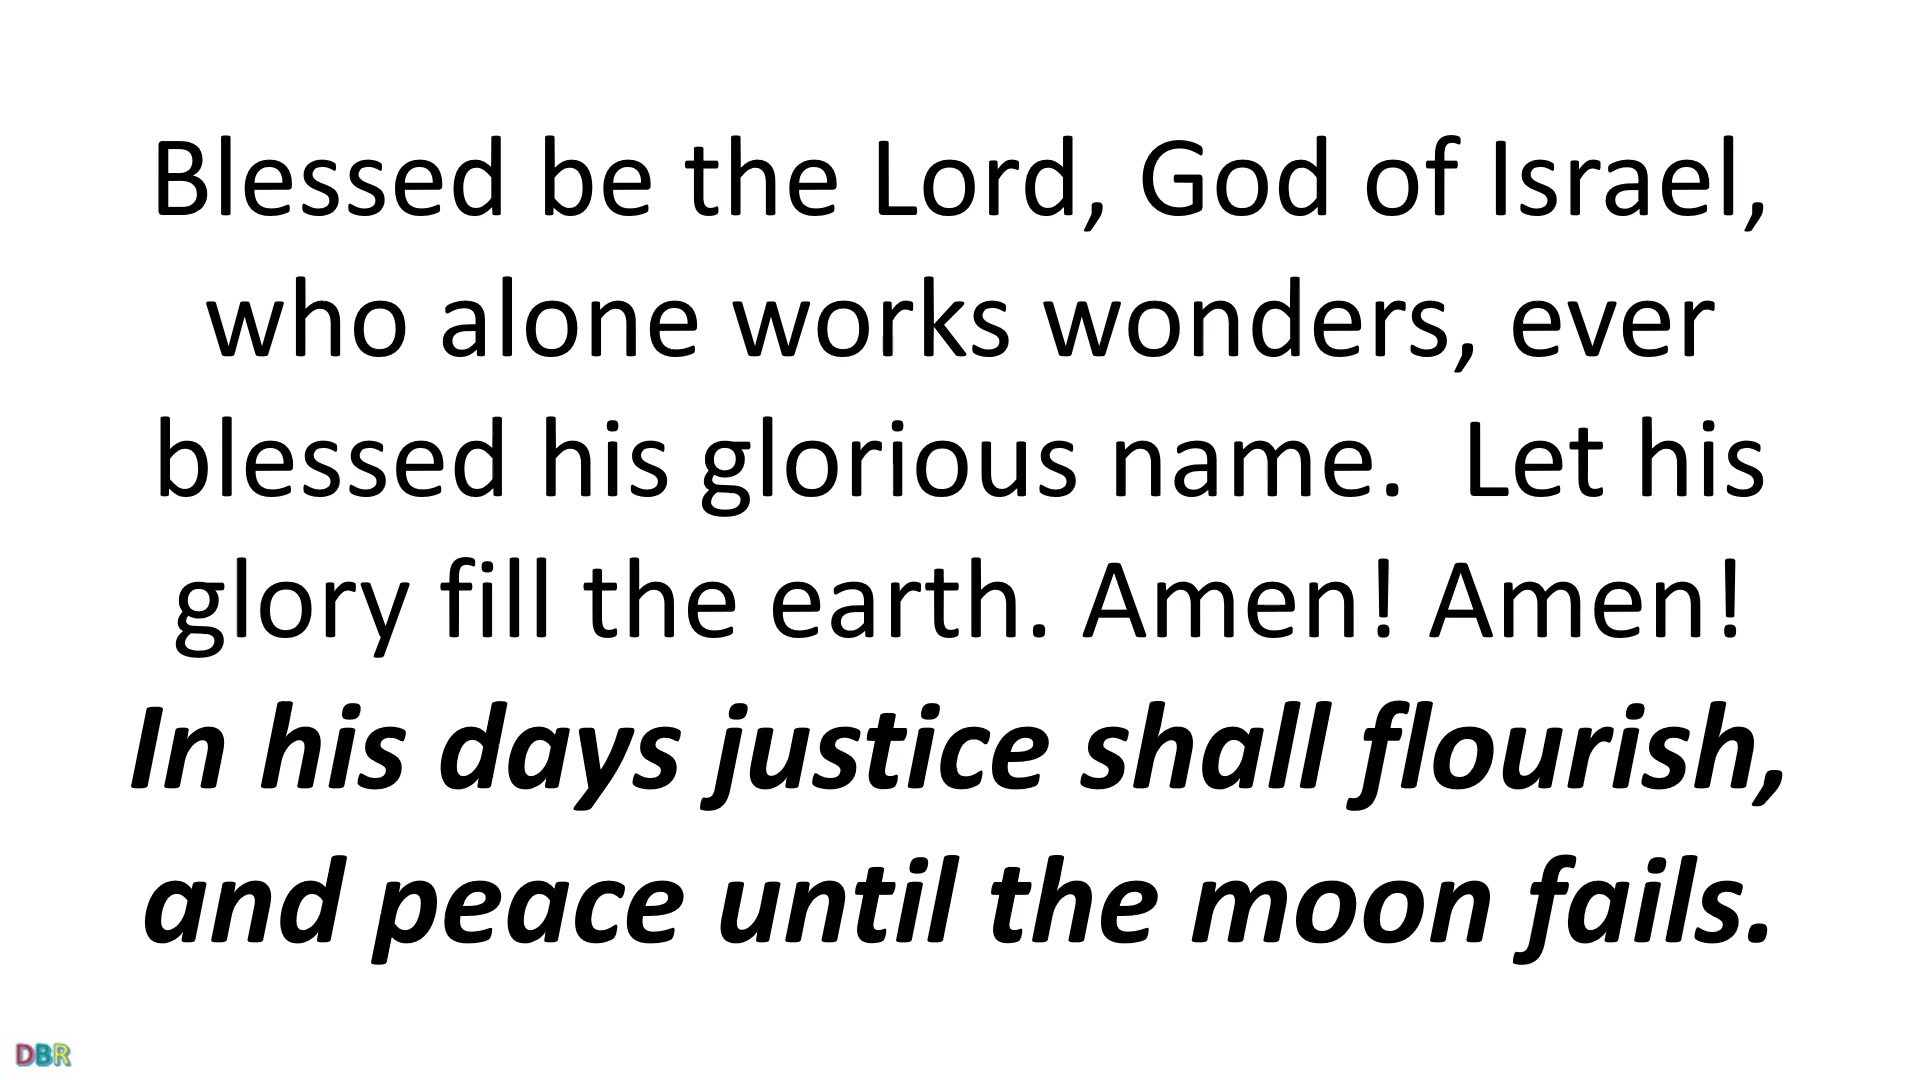 Blessed be the Lord, God of Israel,
who alone works wonders, ever
blessed his glorious name.  Let his
glory fill the earth. Amen! Amen!
In his days justice shall flourish,
and peace until the moon fails.
DBR